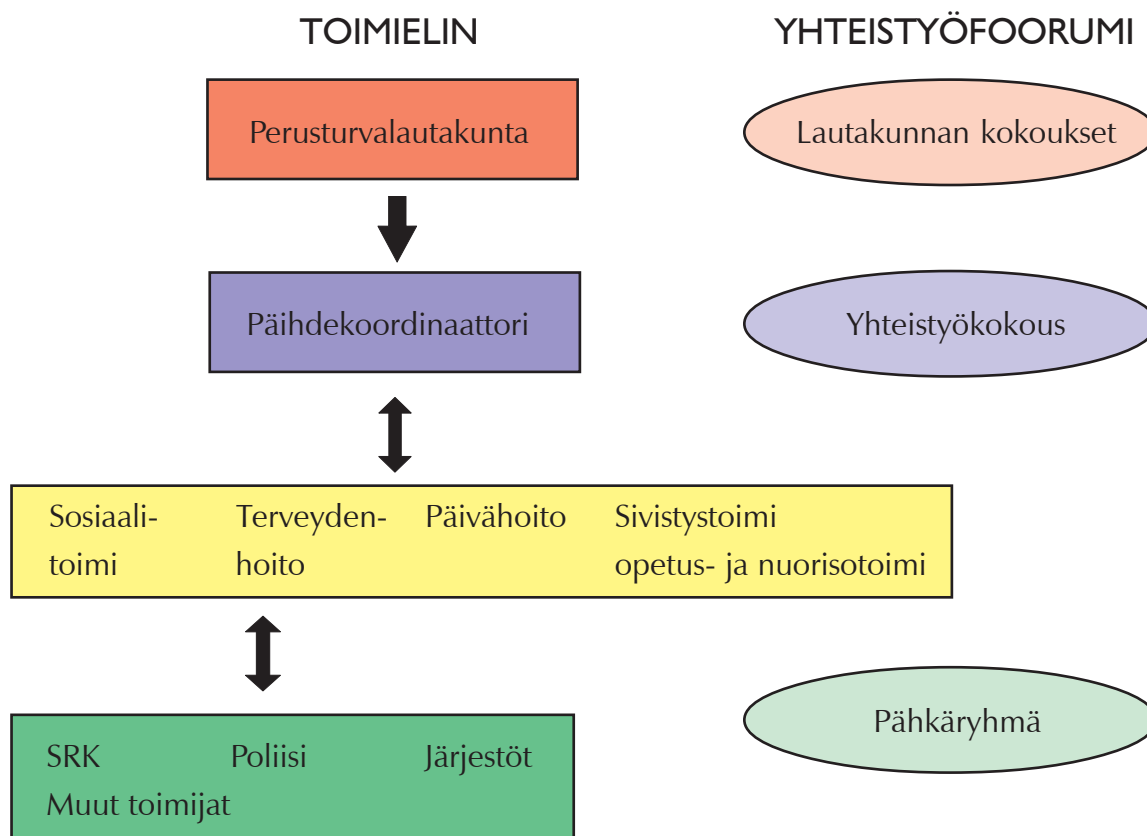 TOIMIELIN
YHTEISTYÖFOORUMI
Perusturvalautakunta
Lautakunnan kokoukset
Päihdekoordinaattori
Yhteistyökokous
Sosiaali-
toimi
Terveyden-
hoito
Päivähoito
Sivistystoimi
opetus- ja nuorisotoimi
Pähkäryhmä
SRK
Poliisi
Järjestöt
Muut toimijat